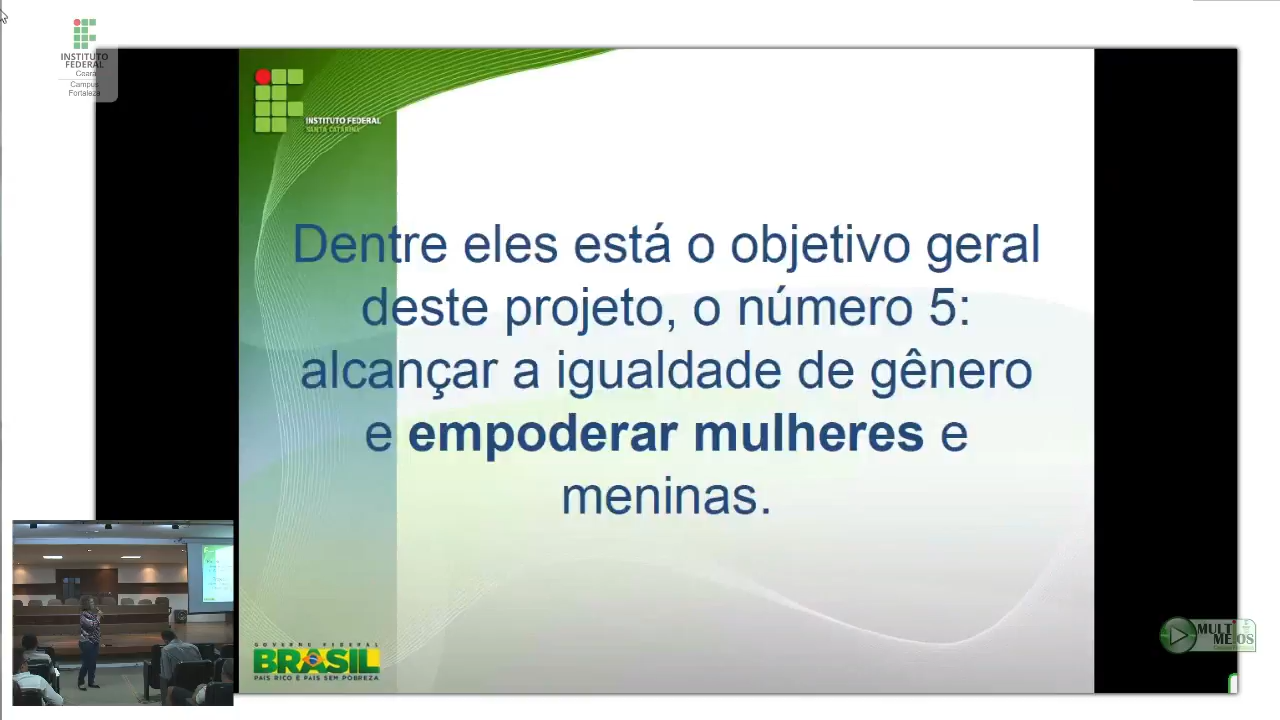 INSTITUTO
FEDERAL
Ceará
Campus
Fortaleza
INSTITUTO FEDERAL
SANTA CATARINA
Dentre eles está o objetivo geral
deste projeto, o número 5:
alcançar a igualdade de gênero
e empoderar mulheres e
meninas.
GOVERNO FEDERAL
BRASIL
PAÍS RICO É PAÍS SEM POBREZA
MULT
MEIOS